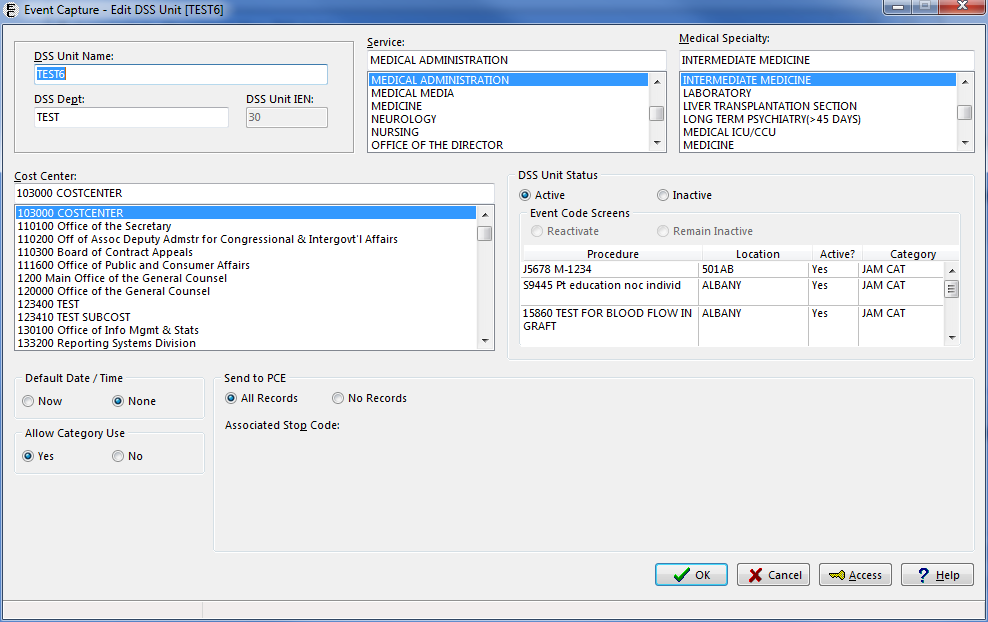 Event Capture - Edit DSS Unit [TEST6]
DSS Unit Name:
TEST6
DSS Dept:
DSS Unit IEN:
TEST
30
Service:
MEDICAL ADMINISTRATION
MEDICAL ADMINISTRATION
MEDICAL MEDIA
MEDICINE
NEUROLOGY
NURSING
OFFICE OF THE DIRECTOR
Medical Specialty:
INTERMEDIATE MEDICINE
INTERMEDIATE MEDICINE
LABORATORY
LIVER TRANSPLANTATION SECTION
LONG TERM PSYCHIATRY(>45 DAYS)
MEDICAL ICU/CCU
MEDICINE
Cost Center:
103000 COSTCENTER
103000 COSTCENTER
110100 Office of the Secretary
110200 Off of Assoc Deputy Admstr for Congressional & Intergovt'l Affairs
110300 Board of Contract Appeals
111600 Office of Public and Consumer Affairs
1200 Main Office of the General Counsel
120000 Office of the General Counsel
123400 TEST
123410 TEST SUBCOST
130100 Office of Info Mgmt & Stats
133200 Reporting Systems Division
DSS Unit Status
Active Inactive
Event Code Screens
Reactivate Remain Inactive
Procedure Location Active? Category
J5678 M-1234 501AB Yes JAM CAT
S9445 Pt education noc individ ALBANY Yes JAM CAT
15860 TEST FOR BLOOD FLOW IN ALBANY Yes JAM CAT
GRAFT
Default Date / Time
Now None
Allow Category Use
Yes No
Send to PCE
All Records No Records
Associated Stop Code:
OK Cancel Access Help